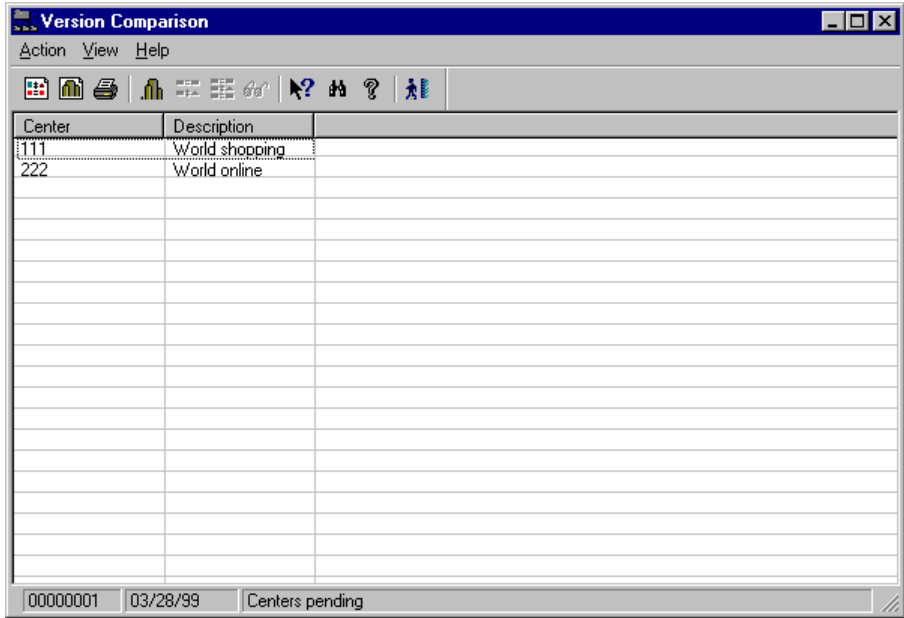 Version Comparison
Action View Help
Center Description
111 World shopping
222 World online
00000001 03/28/99 Centers pending